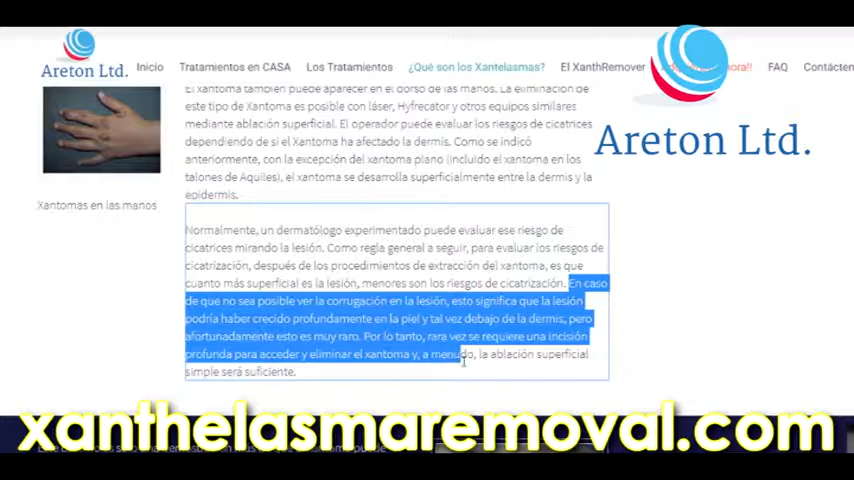 Areton Ltd.
Inicio Tratamientos en CASA Los Tratamientos ¿Qué son los Xantelasmas? El XanthRemover FAQ Contácten
Areton Ltd.
El xantoma también puede aparecer en el dorso de las manos. La eliminación de
este tipo de Xantoma es posible con láser, Hyfrecator y otros equipos similares
mediante ablación superficial. El operador puede evaluar los riesgos de cicatrices
dependiendo de si el Xantoma ha afectado la dermis. Como se indicó
anteriormente, con la excepción del xantoma plano (incluido el xantoma en los
talones de Aquiles), el xantoma se desarrolla superficialmente entre la dermis y la
epidermis.
Xantomas en las manos
Normalmente, un dermatólogo experimentado puede evaluar ese riesgo de
cicatrices mirando la lesión. Como regla general a seguir, para evaluar los riesgos de
cicatrización, después de los procedimientos de extracción del xantoma, es que
cuanto más superficial es la lesión, menores son los riesgos de cicatrización. En caso
de que no sea posible ver la corrugación en la lesión, esto significa que la lesión
podría haber crecido profundamente en la piel y tal vez debajo de la dermis, pero
afortunadamente esto es muy raro. Por lo tanto, rara vez se requiere una incisión
profunda para acceder y eliminar el xantoma y, a menudo, la ablación superficial
simple será suficiente.
xanthelasmaremoval.com